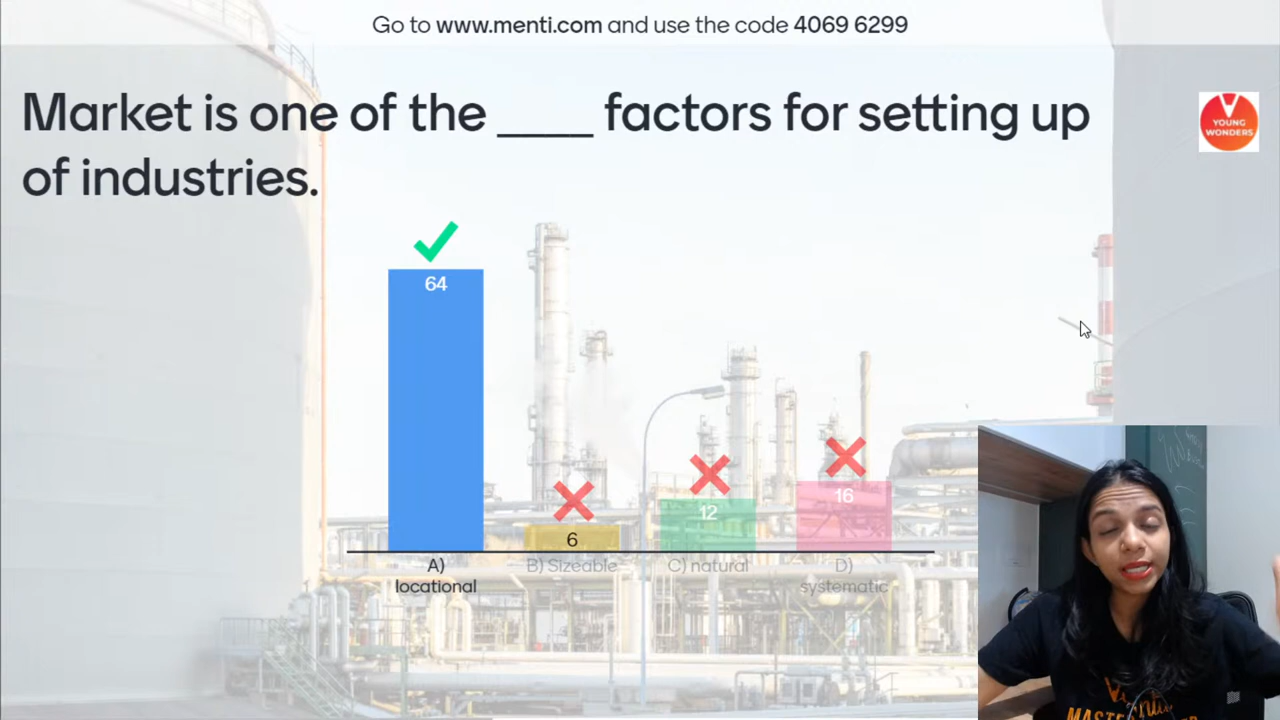 Go to www.menti.com and use the code 4069 6299
Market is one of the ____ factors for setting up
of industries.
YOUNG
WONDERS
64
6
12
16
A)
locational
B) Sizeable
C) natural
D)
systematic